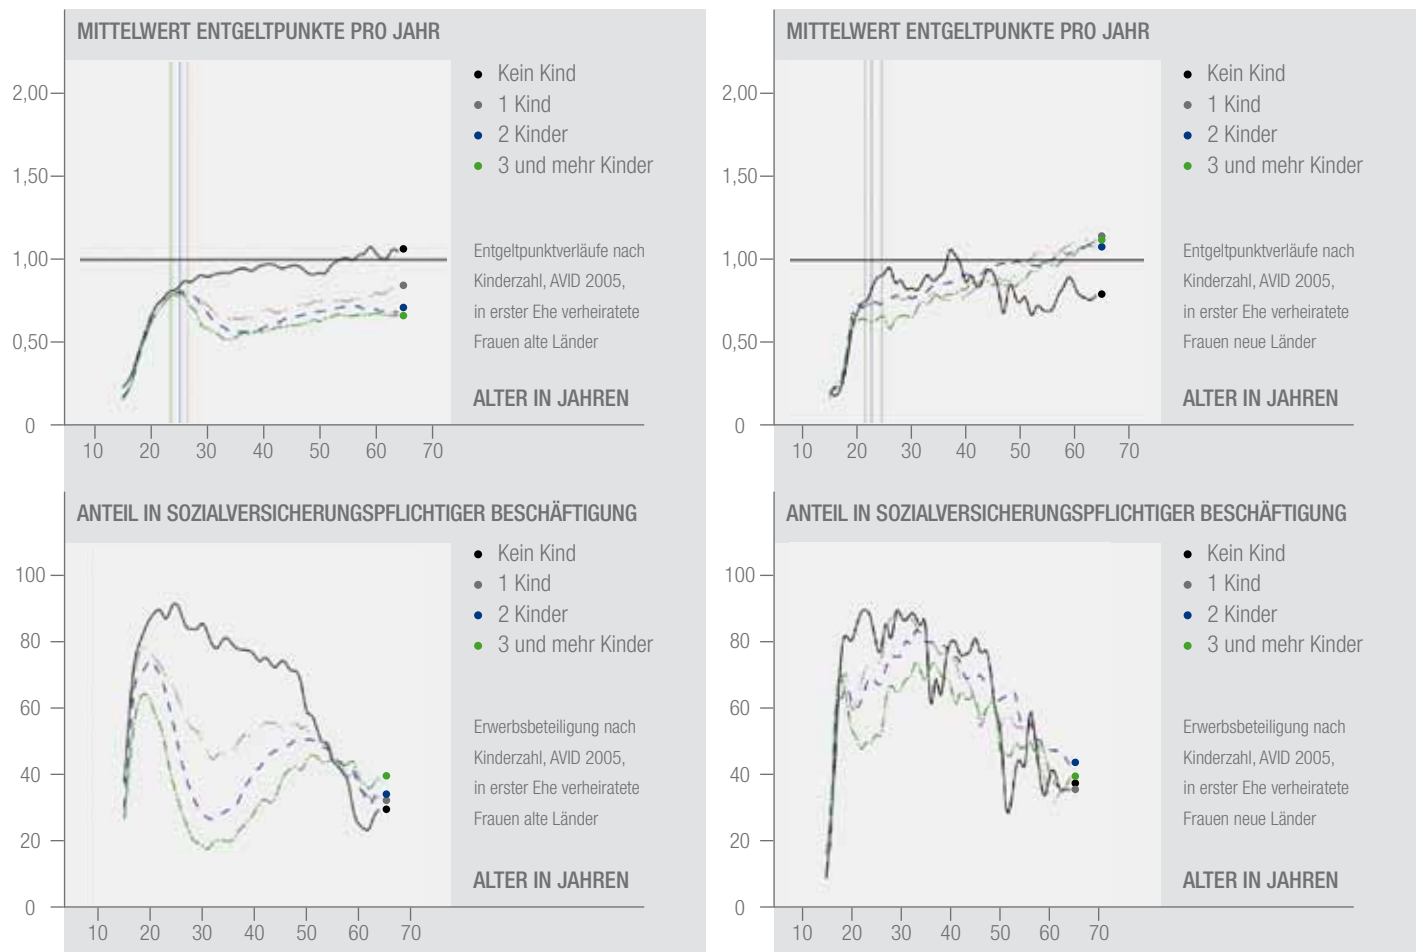 MITTELWERT ENTGELTPUNKTE PRO JAHR
2,00
1,50
1,00
0,50
0
Kein Kind
1 Kind
2 Kinder
3 und mehr Kinder
Entgeltpunktverläufe nach
Kinderzahl, AVID 2005,
in erster Ehe verheiratete
Frauen alte Länder
ALTER IN JAHREN
10 20 30 40 50 60 70
MITTELWERT ENTGELTPUNKTE PRO JAHR
2,00
1,50
1,00
0,50
0
Kein Kind
1 Kind
2 Kinder
3 und mehr Kinder
Entgeltpunktverläufe nach
Kinderzahl, AVID 2005,
in erster Ehe verheiratete
Frauen neue Länder
ALTER IN JAHREN
10 20 30 40 50 60 70
ANTEIL IN SOZIALVERSICHERUNGSPFLICHTIGER BESCHÄFTIGUNG
100
80
60
40
20
0
Kein Kind
1 Kind
2 Kinder
3 und mehr Kinder
Erwerbsbeteiligung nach
Kinderzahl, AVID 2005,
in erster Ehe verheiratete
Frauen alte Länder
ALTER IN JAHREN
10 20 30 40 50 60 70
ANTEIL IN SOZIALVERSICHERUNGSPFLICHTIGER BESCHÄFTIGUNG
100
80
60
40
20
0
Kein Kind
1 Kind
2 Kinder
3 und mehr Kinder
Erwerbsbeteiligung nach
Kinderzahl, AVID 2005,
in erster Ehe verheiratete
Frauen neue Länder
ALTER IN JAHREN
10 20 30 40 50 60 70